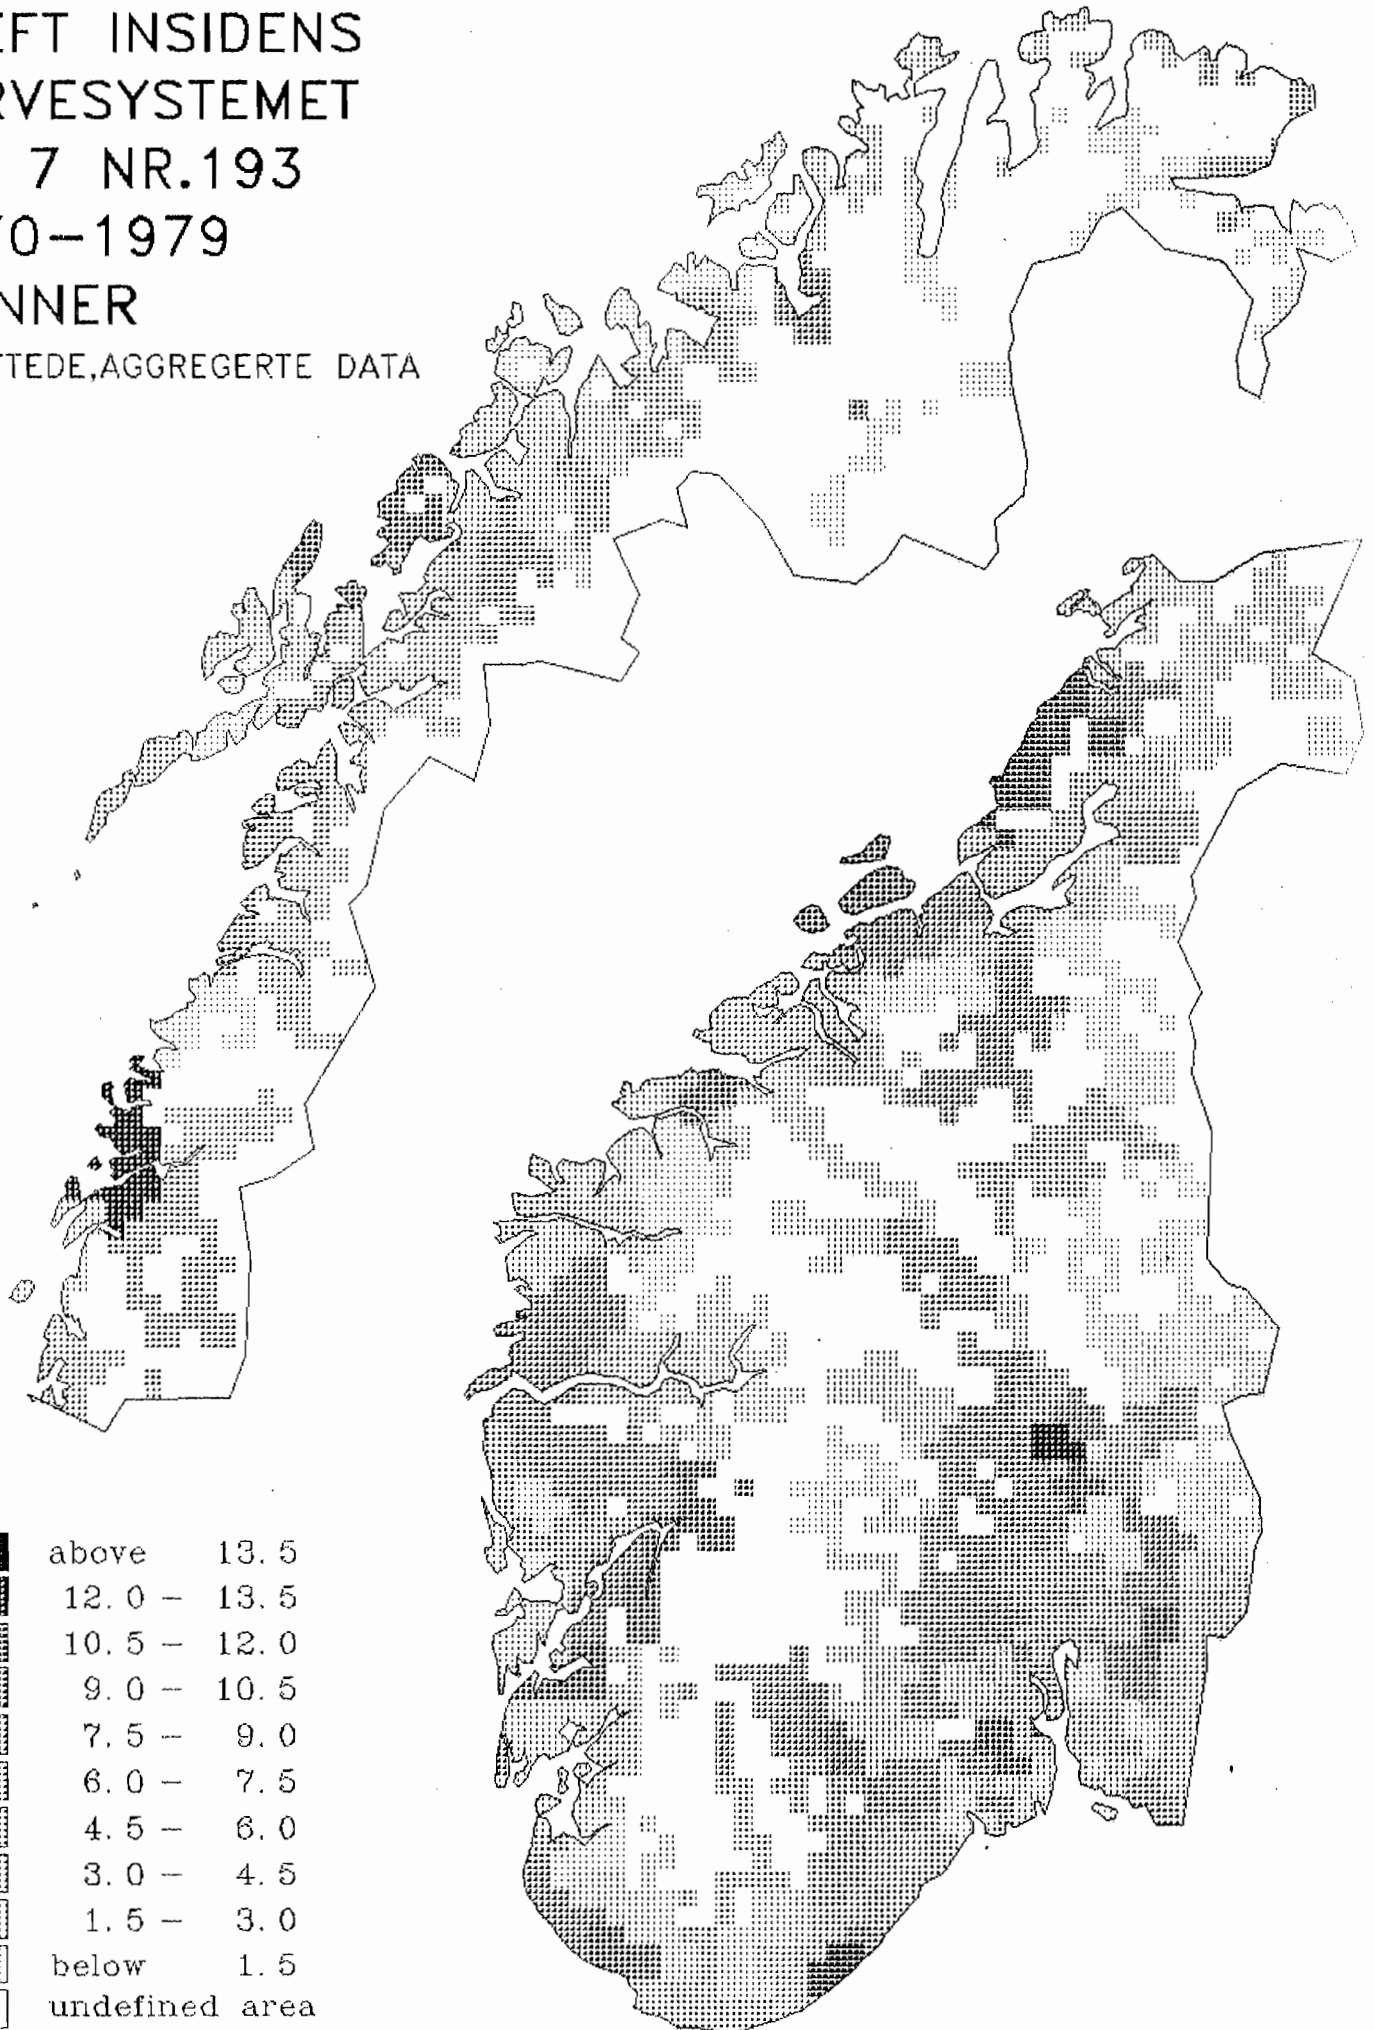 EFT INSIDENS
RVESYSTEMET
7 NR.193
70-1979
NNER
TTEDE,AGGREGERTE DATA
above 13.5
12.0 - 13.5
10.5 - 12.0
9.0 - 10.5
7.5 - 9.0
6.0 - 7.5
4.5 - 6.0
3.0 - 4.5
1.5 - 3.0
below 1.5
undefined area